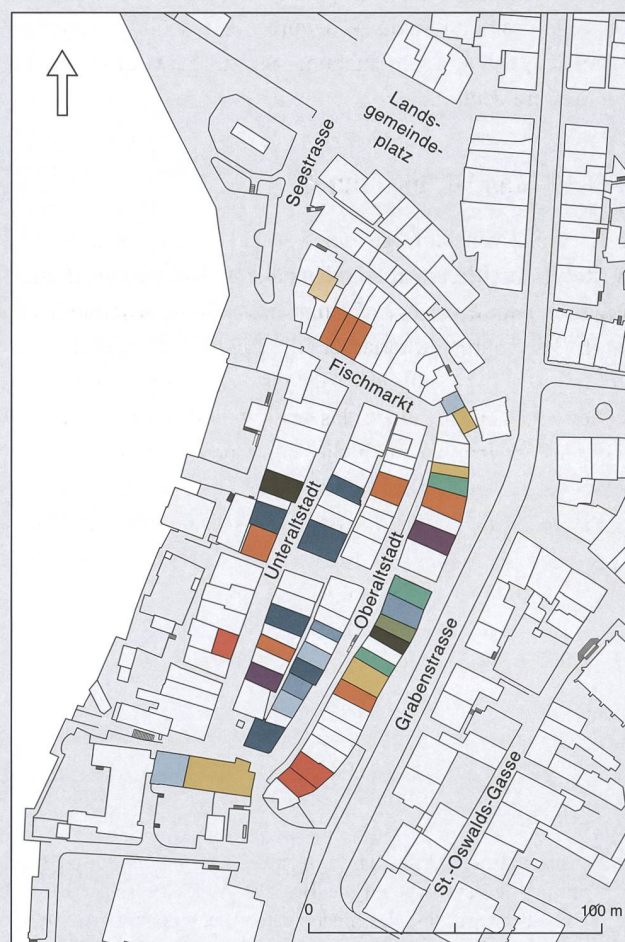 Lands-
gemeinde-
platz
Seestrasse
Fischmarkt
Unteraltstadt
Oberaltstadt
Grabenstrasse
St.-Oswalds-Gasse
0
100 m